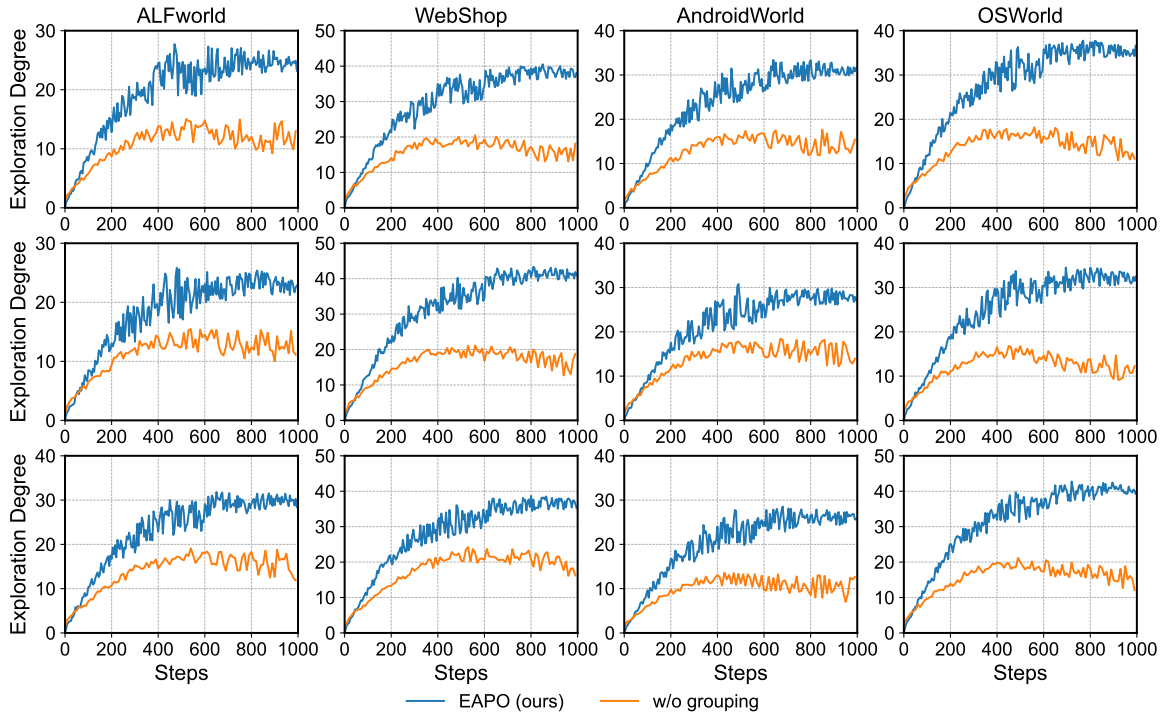 ALFworld WebShop AndroidWorld OSWorld
Exploration Degree
30 20 10 0
50 40 30 20 10 0
40 30 20 10 0
40 30 20 10 0
0 200 400 600 800 1000 0 200 400 600 800 1000 0 200 400 600 800 1000 0 200 400 600 800 1000
Exploration Degree
30 20 10 0
50 40 30 20 10 0
40 30 20 10 0
40 30 20 10 0
0 200 400 600 800 1000 0 200 400 600 800 1000 0 200 400 600 800 1000 0 200 400 600 800 1000
Exploration Degree
40 30 20 10 0
50 40 30 20 10 0
40 30 20 10 0
50 40 30 20 10 0
0 200 400 600 800 1000 0 200 400 600 800 1000 0 200 400 600 800 1000 0 200 400 600 800 1000
Steps Steps Steps Steps
EAPO (ours) w/o grouping